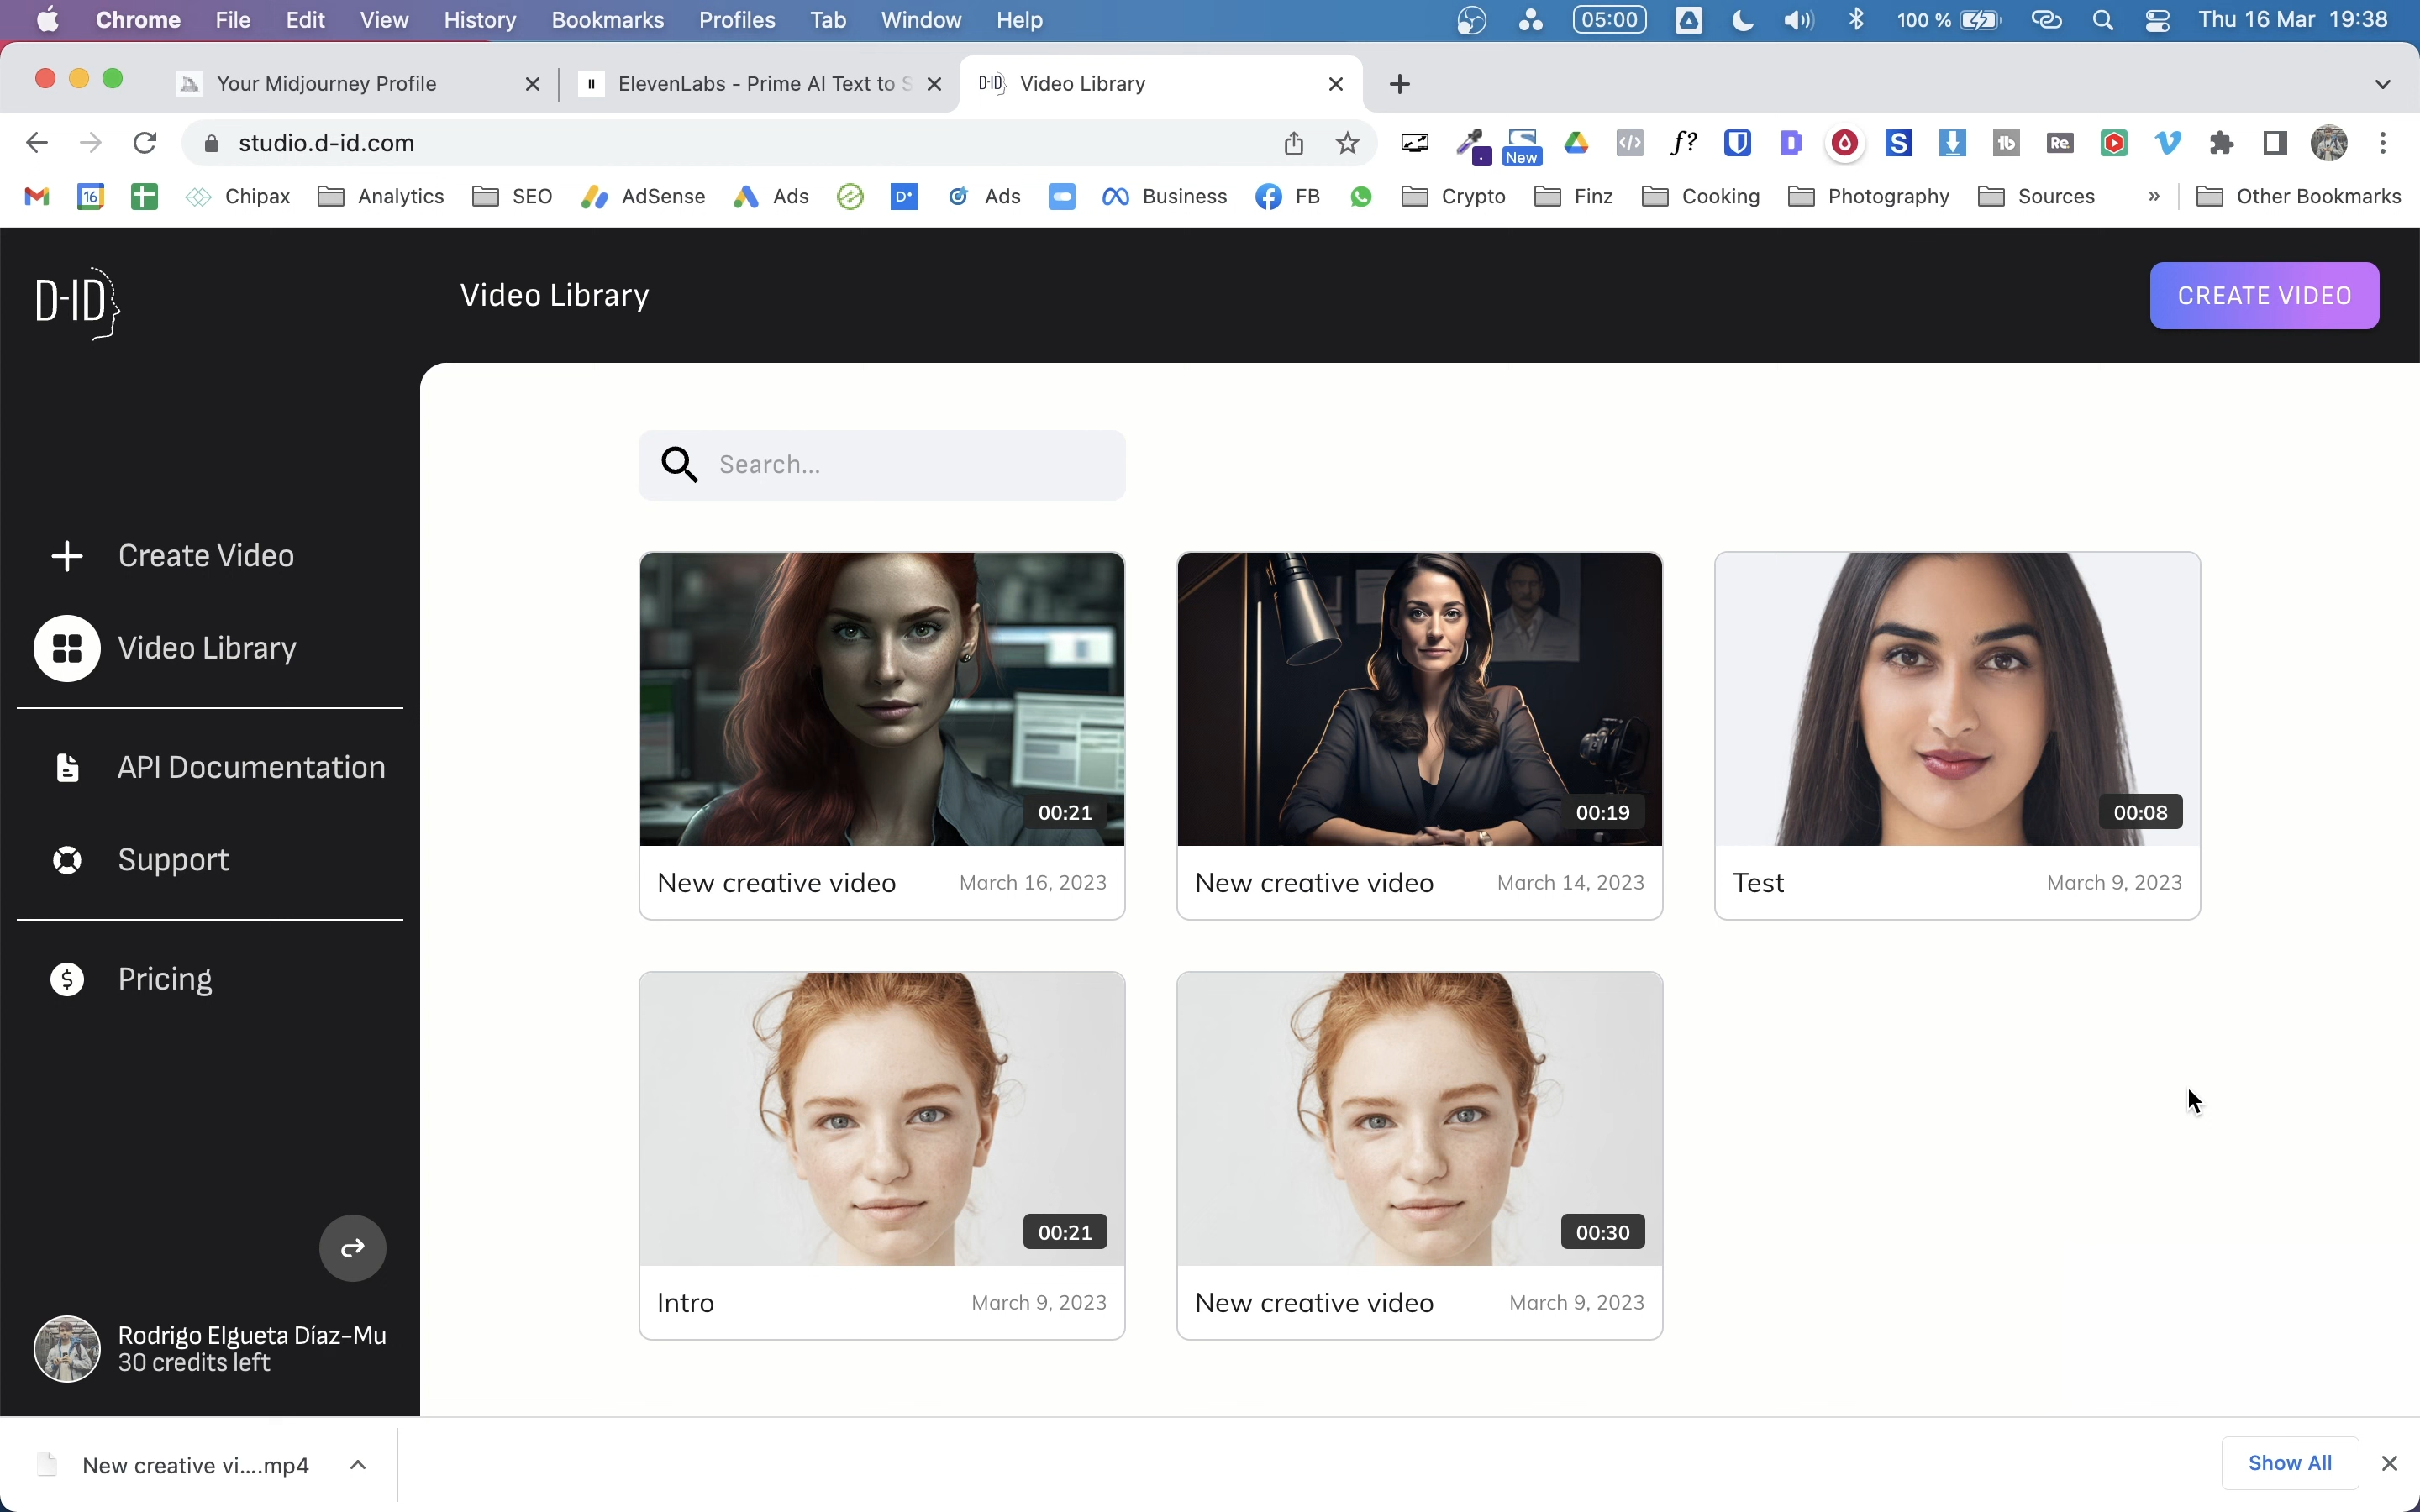 Chrome File Edit View History Bookmarks Profiles Tab Window Help 05:00 100 % Thu 16 Mar 19:38
Your Midjourney Profile ElevenLabs - Prime AI Text to S D-ID Video Library
studio.d-id.com New S tb Re
16 Chipax Analytics SEO AdSense Ads D Ads Business FB Crypto Finz Cooking Photography Sources » Other Bookmarks
D-ID Video Library CREATE VIDEO
Search...
Create Video
Video Library
API Documentation
Support
Pricing
Rodrigo Elgueta Díaz-Mu
30 credits left
00:21
New creative video March 16, 2023
00:19
New creative video March 14, 2023
00:08
Test March 9, 2023
00:21
Intro March 9, 2023
00:30
New creative video March 9, 2023
New creative vi....mp4 Show All